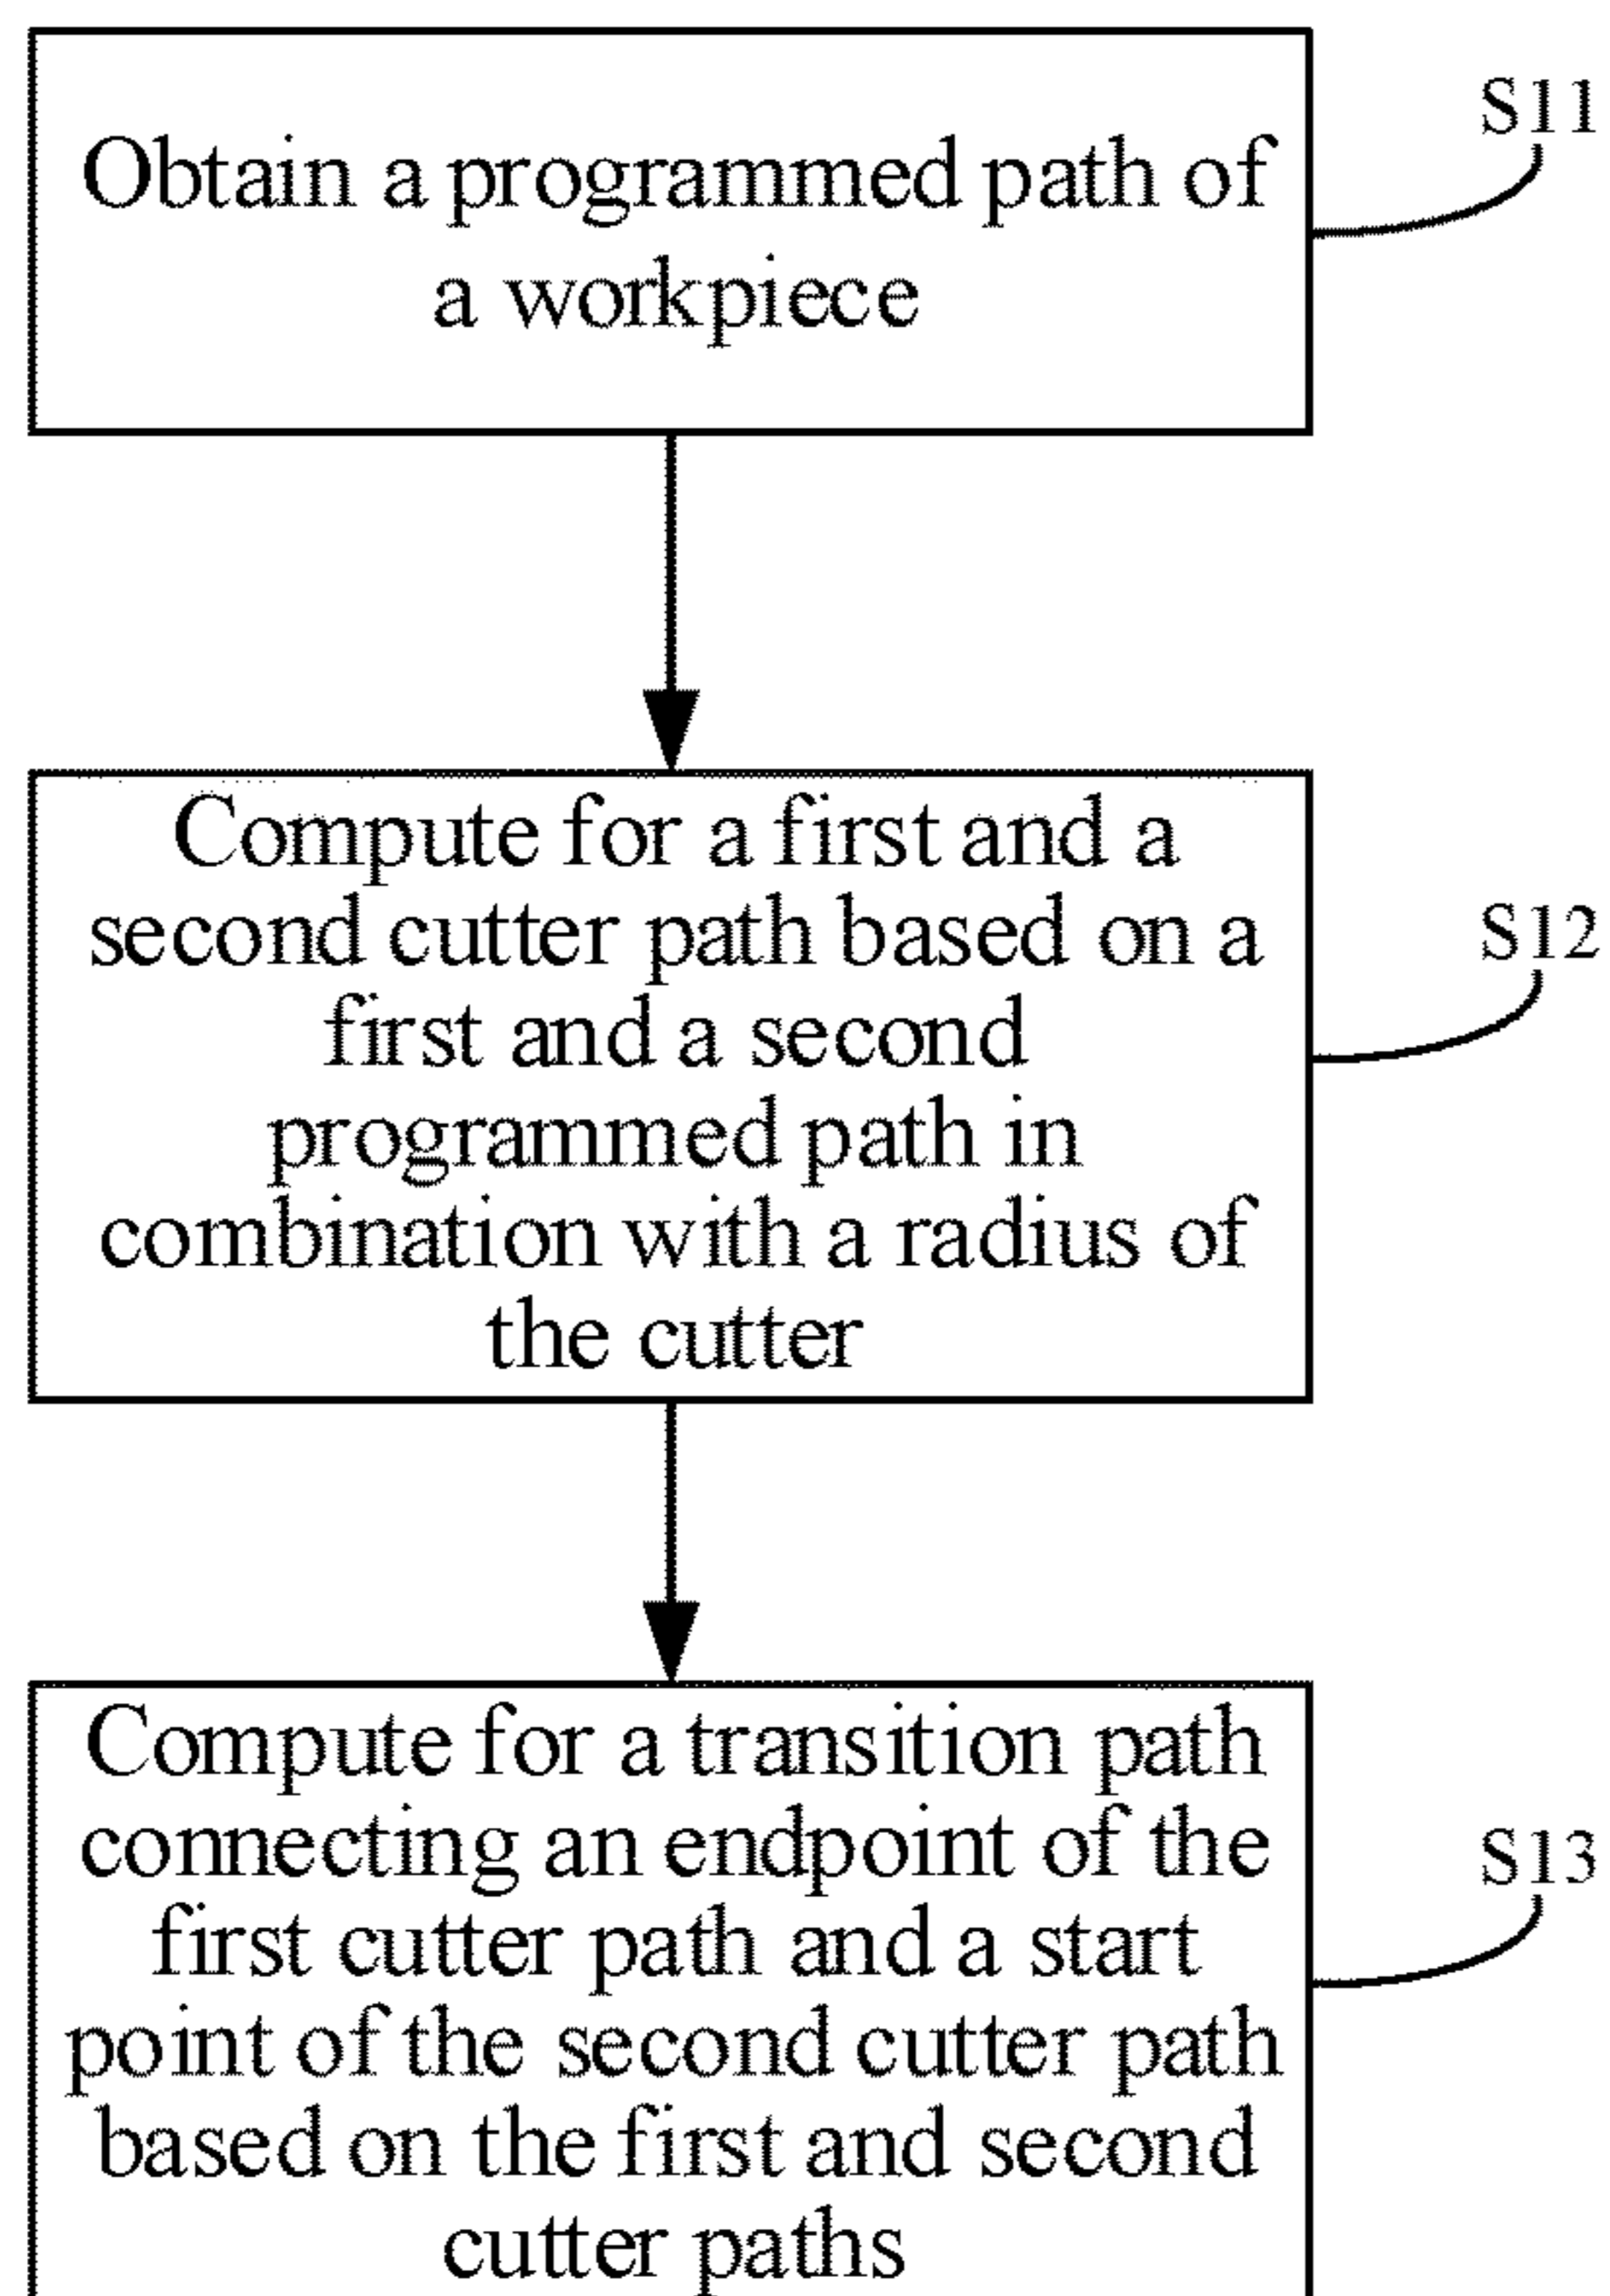 Obtain a programmed path of
a workpiece
S11
Compute for a first and a
second cutter path based on a
first and a second
programmed path in
combination with a radius of
the cutter
S12
Compute for a transition path
connecting an endpoint of the
first cutter path and a start
point of the second cutter path
based on the first and second
cutter paths
S13